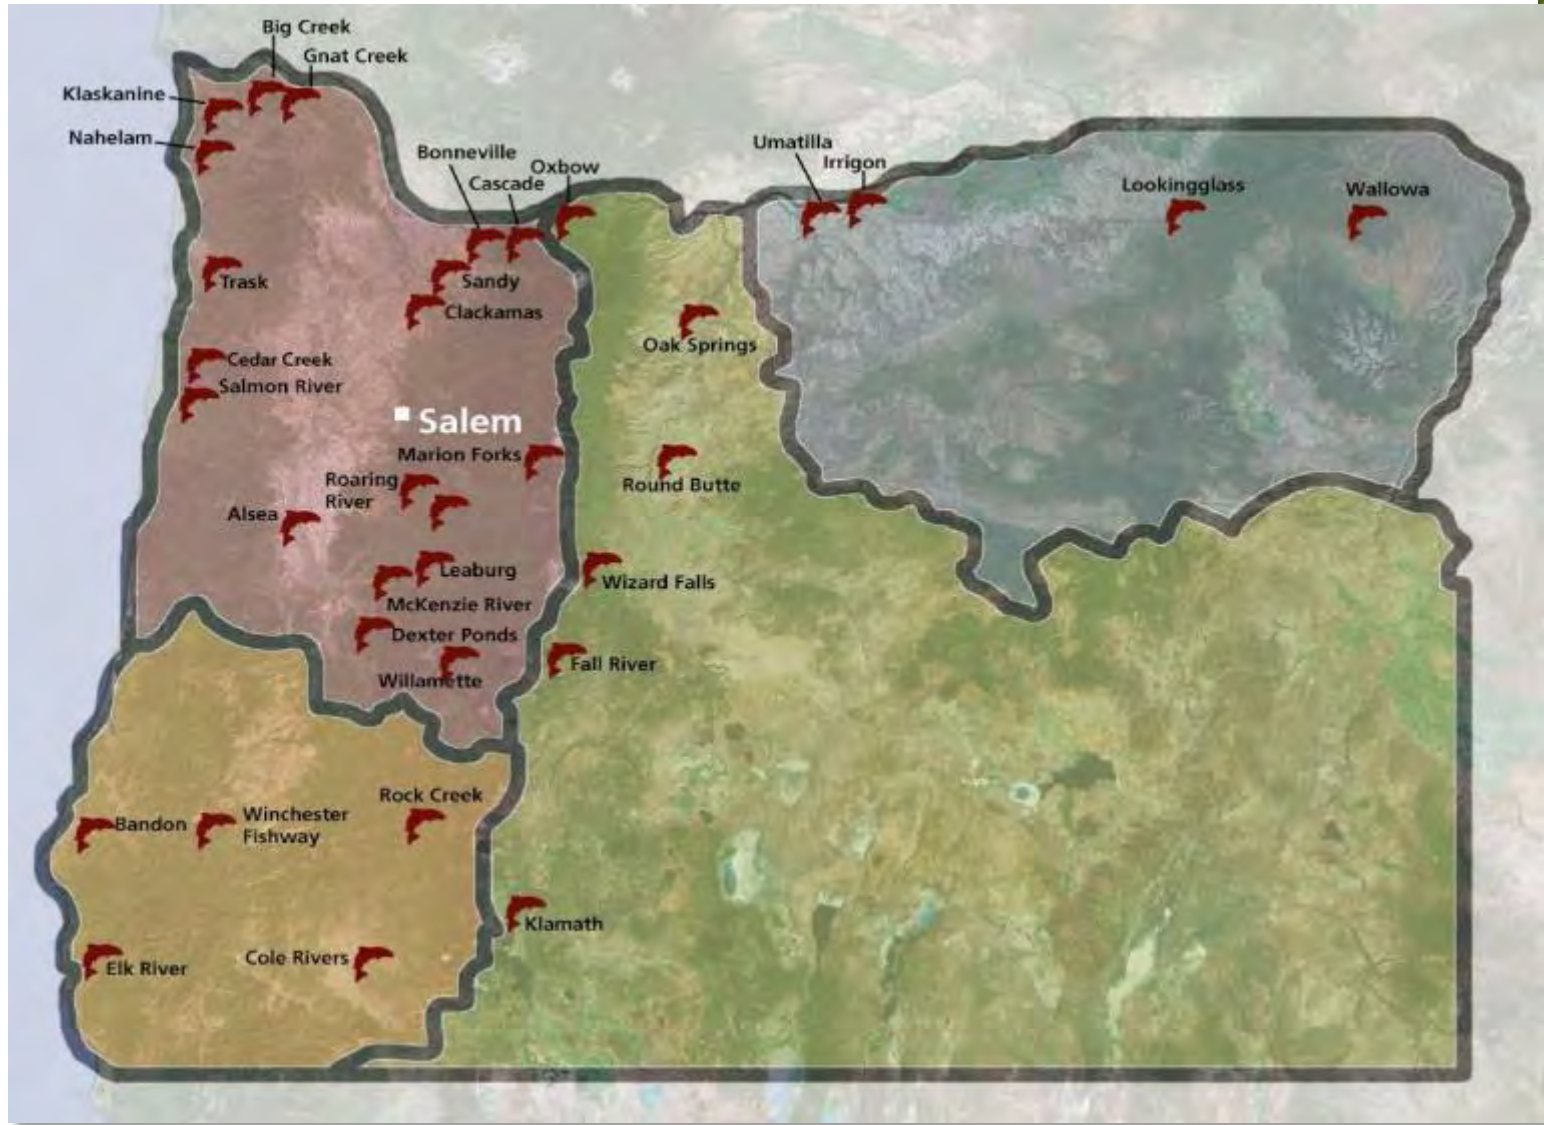 Big Creek
Gnat Creek
Klaskanine
Nahelam
Bonneville
Cascade
Oxbow
Umatilla
Irrigon
Lookingglass
Wallowa
Trask
Sandy
Clackamas
Oak Springs
Cedar Creek
Salmon River
Salem
Marion Forks
Roaring
River
Round Butte
Alsea
Leaburg
Wizard Falls
McKenzie River
Dexter Ponds
Fall River
Willamette
Rock Creek
Bandon
Winchester
Fishway
Klamath
Elk River
Cole Rivers